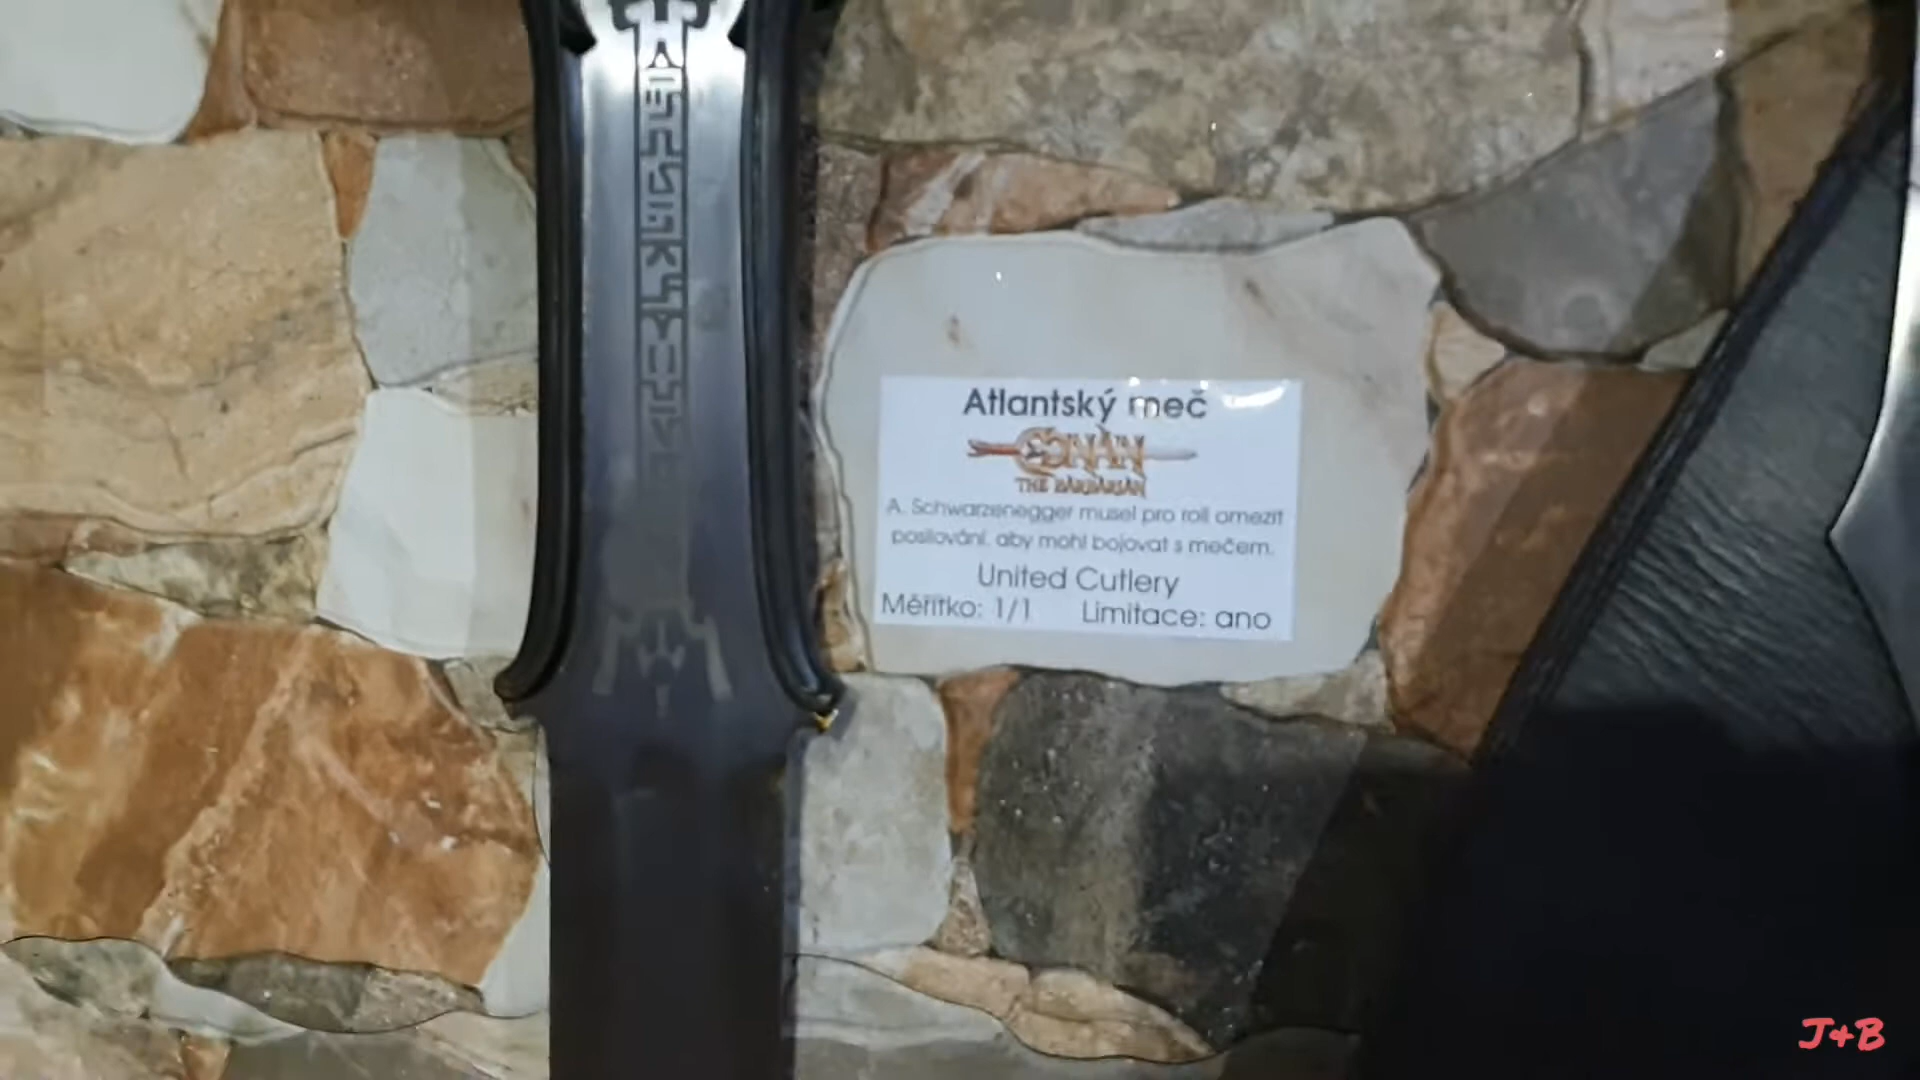 Atlantský meč
CONAN
THE BARBARIAN
A. Schwarzenegger musel pro roli omezit
posilování, aby mohl bojovat s mečem.
United Cutlery
Měřítko: 1/1 Limitace: ano
J+B